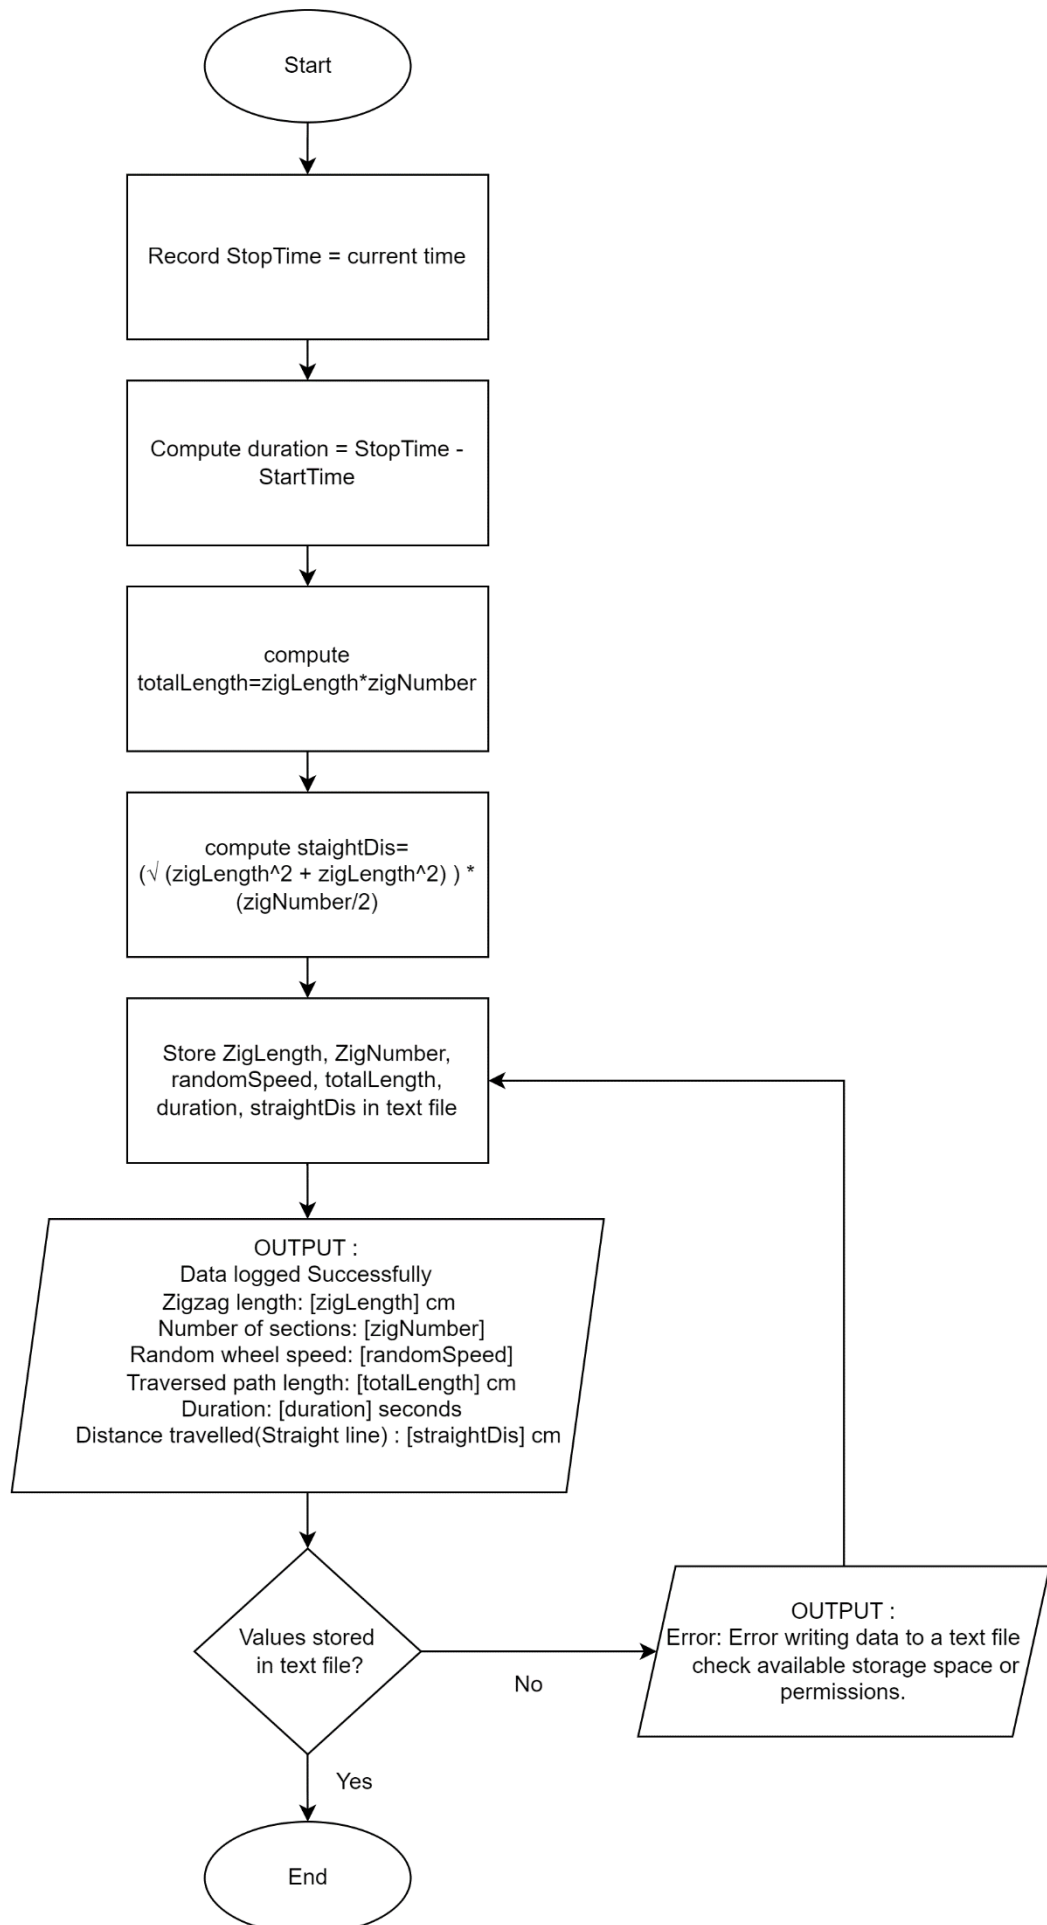 Start
Record StopTime = current time
Compute duration = StopTime -
StartTime
compute
totalLength=zigLength*zigNumber
compute staightDis=
(√ (zigLength^2 + zigLength^2) ) *
(zigNumber/2)
Store ZigLength, ZigNumber,
randomSpeed, totalLength,
duration, straightDis in text file
OUTPUT :
Data logged Successfully
Zigzag length: [zigLength] cm
Number of sections: [zigNumber]
Random wheel speed: [randomSpeed]
Traversed path length: [totalLength] cm
Duration: [duration] seconds
Distance travelled(Straight line) : [straightDis] cm
Values stored
in text file?
No
OUTPUT :
Error: Error writing data to a text file
check available storage space or
permissions.
Yes
End